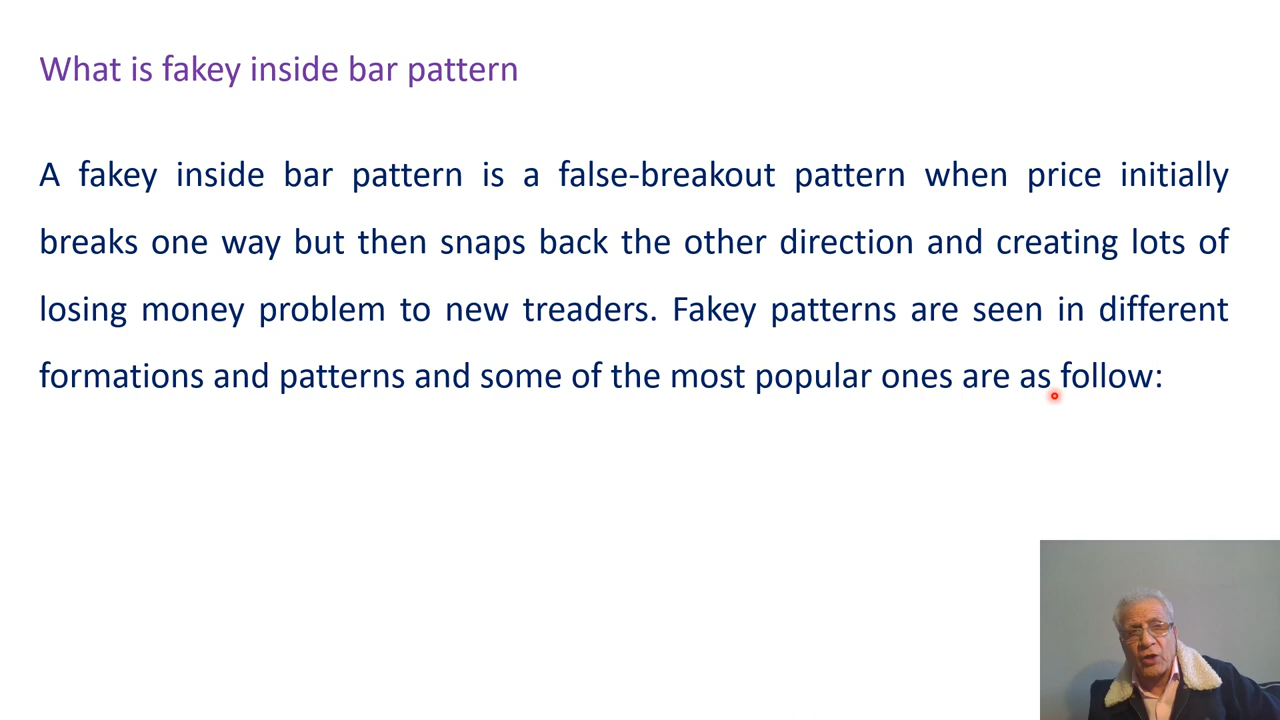 What is fakey inside bar pattern
A fakey inside bar pattern is a false-breakout pattern when price initially
breaks one way but then snaps back the other direction and creating lots of
losing money problem to new treaders. Fakey patterns are seen in different
formations and patterns and some of the most popular ones are as follow: